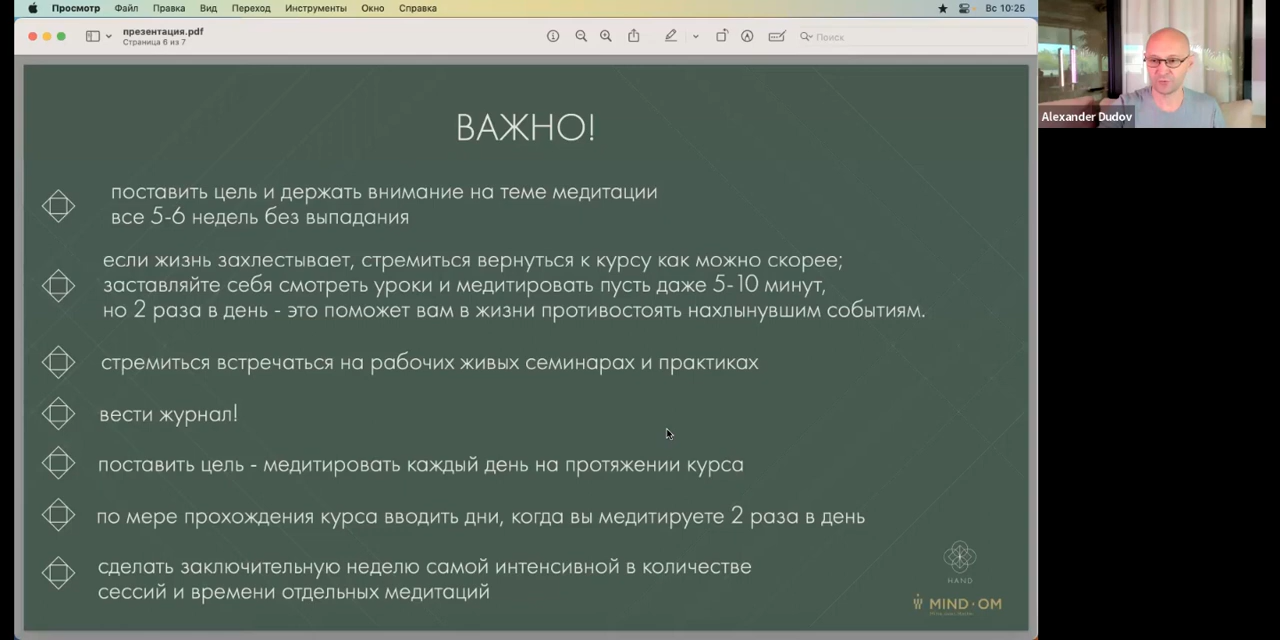 Просмотр Файл Правка Вид Переход Инструменты Окно Справка Вс 10:25
презентация.pdf
Страница 6 из 7
Поиск
Alexander Dudov
ВАЖНО!
поставить цель и держать внимание на теме медитации
все 5-6 недель без выпадания
если жизнь захлестывает, стремиться вернуться к курсу как можно скорее;
заставляйте себя смотреть уроки и медитировать пусть даже 5-10 минут,
но 2 раза в день - это поможет вам в жизни противостоять нахлынувшим событиям.
стремиться встречаться на рабочих живых семинарах и практиках
вести журнал!
поставить цель - медитировать каждый день на протяжении курса
по мере прохождения курса вводить дни, когда вы медитируете 2 раза в день
сделать заключительную неделю самой интенсивной в количестве
сессий и времени отдельных медитаций
HAND
MIND·OM